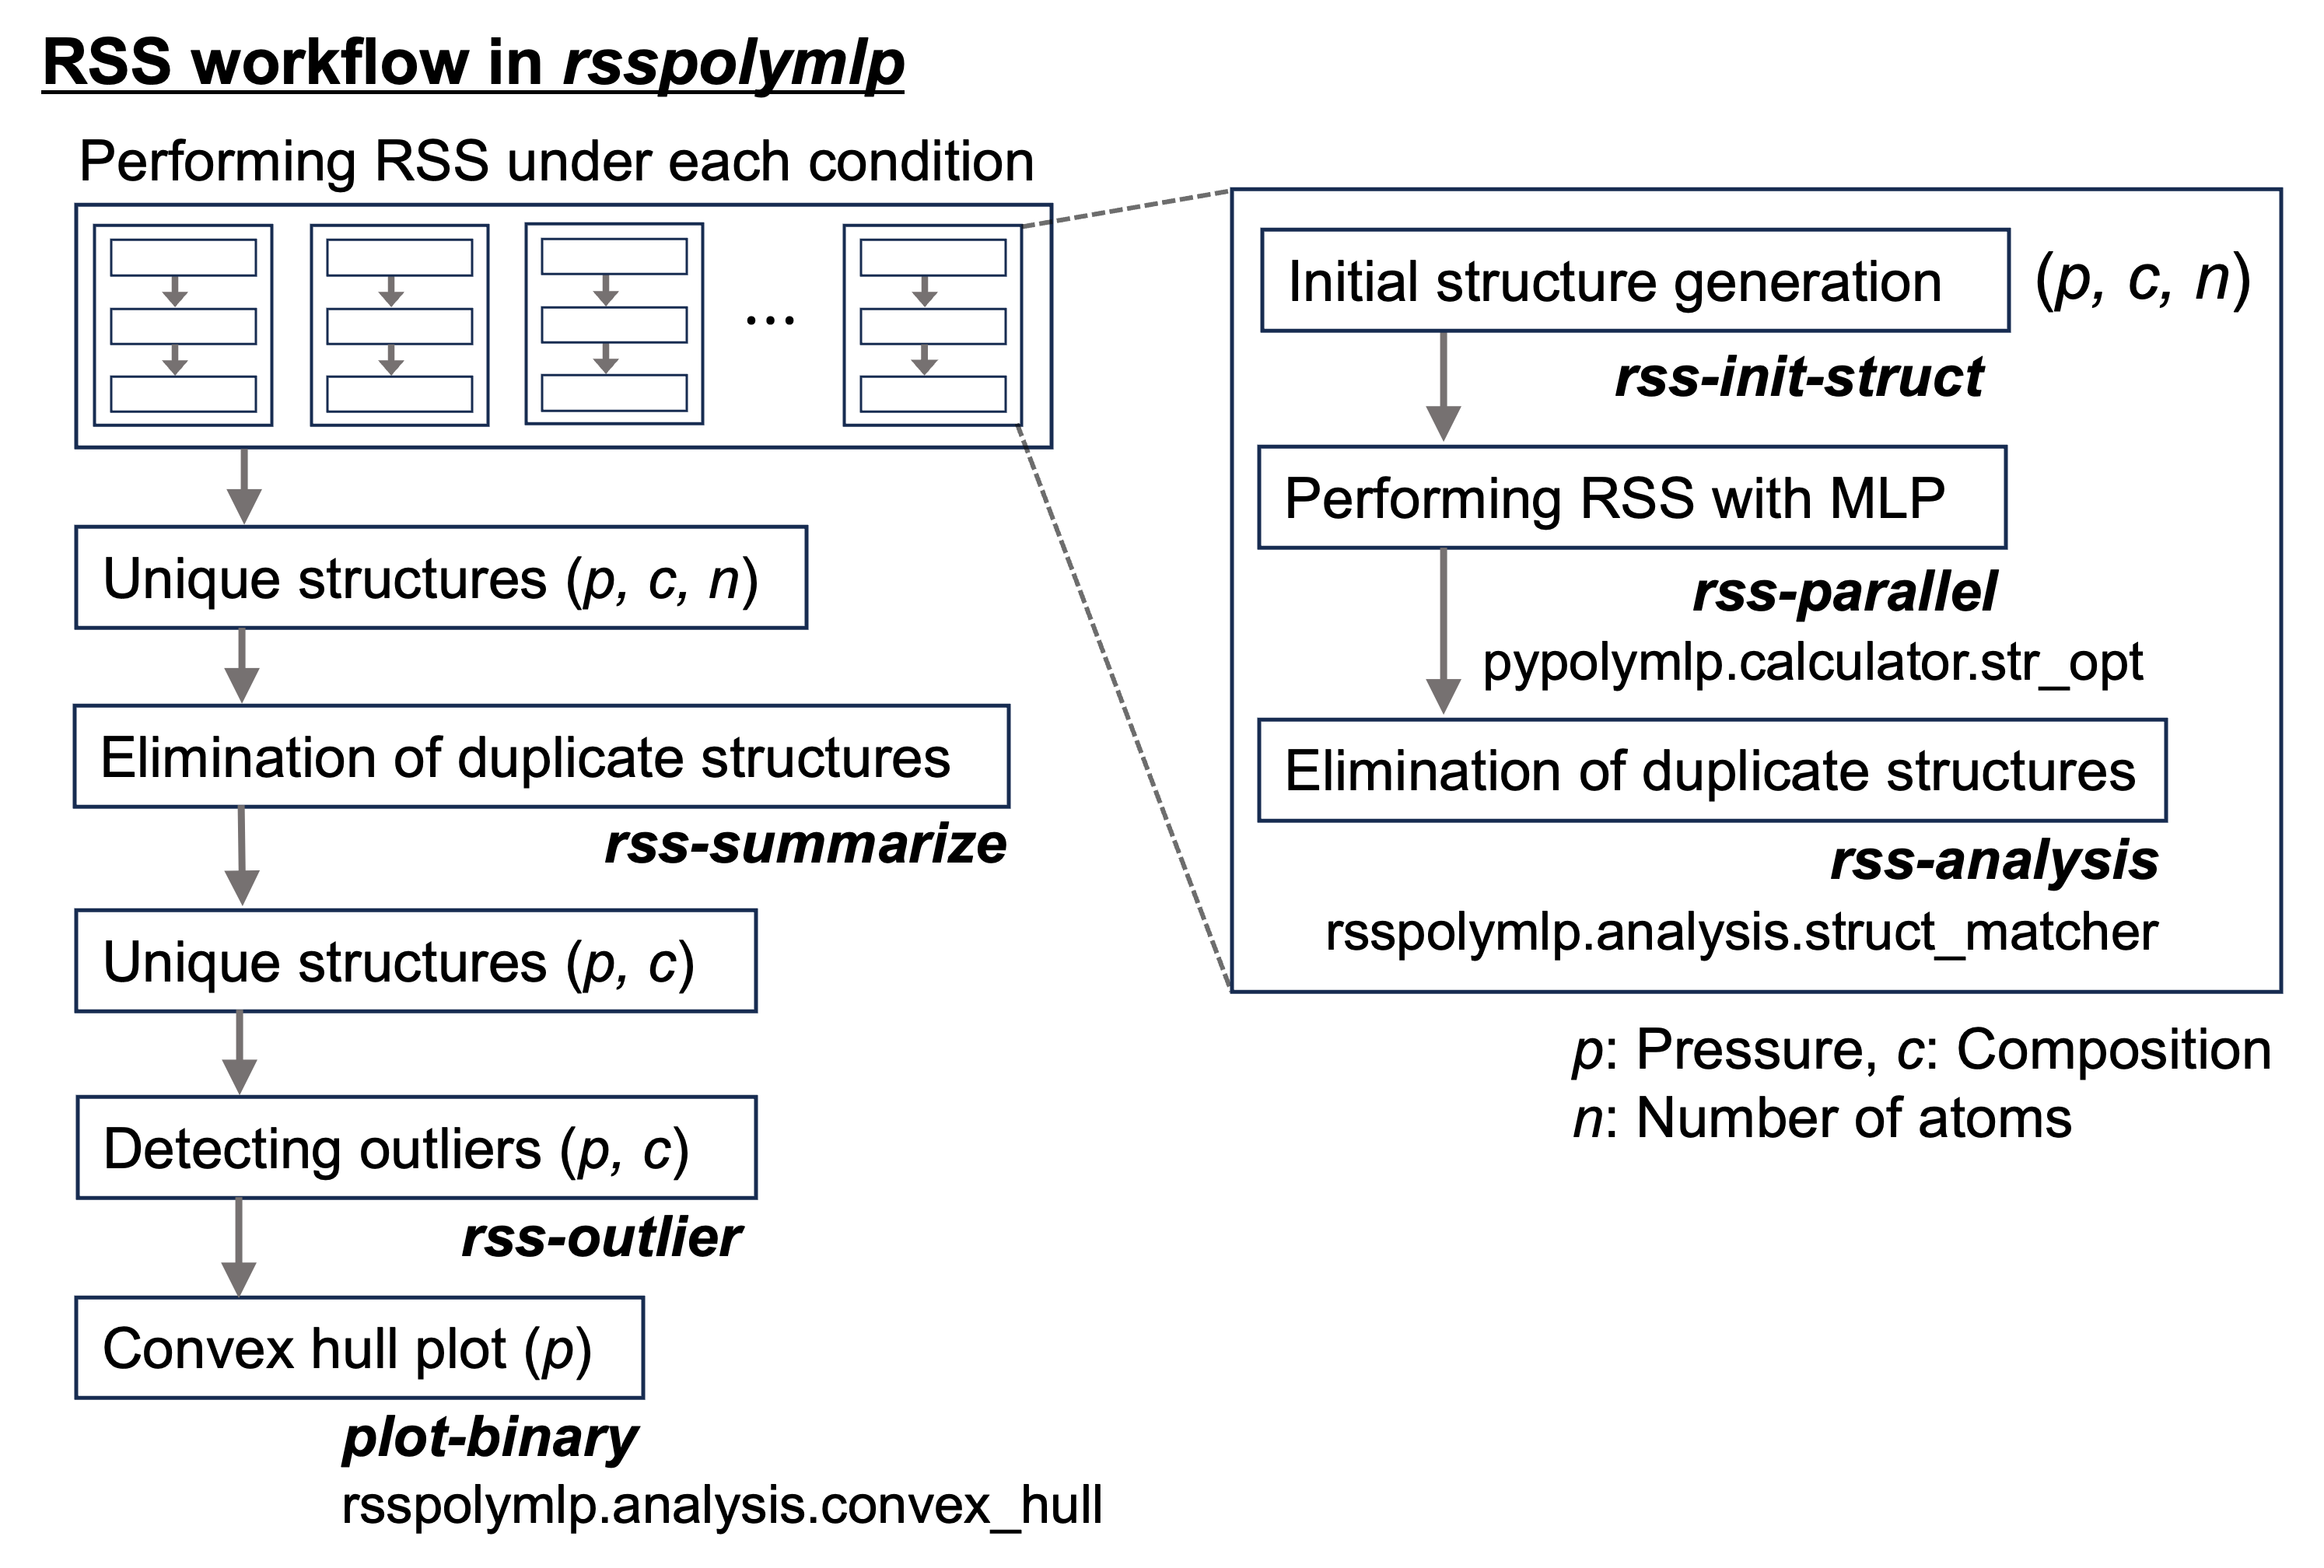 RSS workflow in rsspolymlp
Performing RSS under each condition
...
Unique structures (p, c, n)
Elimination of duplicate structures
rss-summarize
Unique structures (p, c)
Detecting outliers (p, c)
rss-outlier
Convex hull plot (p)
plot-binary
rsspolymlp.analysis.convex_hull
Initial structure generation (p, c, n)
rss-init-struct
Performing RSS with MLP
rss-parallel
pypolymlp.calculator.str_opt
Elimination of duplicate structures
rss-analysis
rsspolymlp.analysis.struct_matcher
p: Pressure, c: Composition
n: Number of atoms